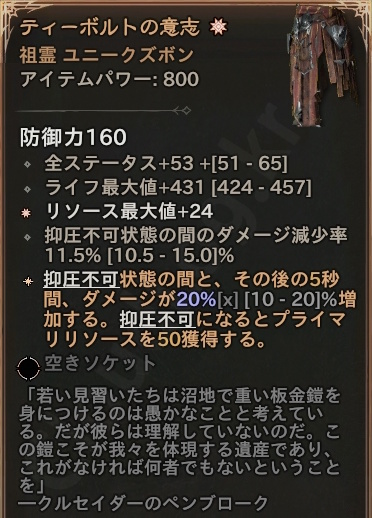 ティーボルトの意志
祖霊 ユニークズボン
アイテムパワー: 800
防御力160
全ステータス+53 +[51 - 65]
ライフ最大値+431 [424 - 457]
リソース最大値+24
抑圧不可状態の間のダメージ減少率
11.5% [10.5 - 15.0]%
抑圧不可状態の間と、その後の5秒
間、ダメージが20%[x] [10 - 20]%増
加する。抑圧不可になるとプライマ
リリソースを50獲得する。
空きソケット
「若い見習いたちは沼地で重い板金鎧を
身につけるのは愚かなことと考えてい
る。だが彼らは理解していないのだ。こ
の鎧こそが我々を体現する遺産であり、
これがなければ何者でもないということ
を」
—クルセイダーのペンブローク